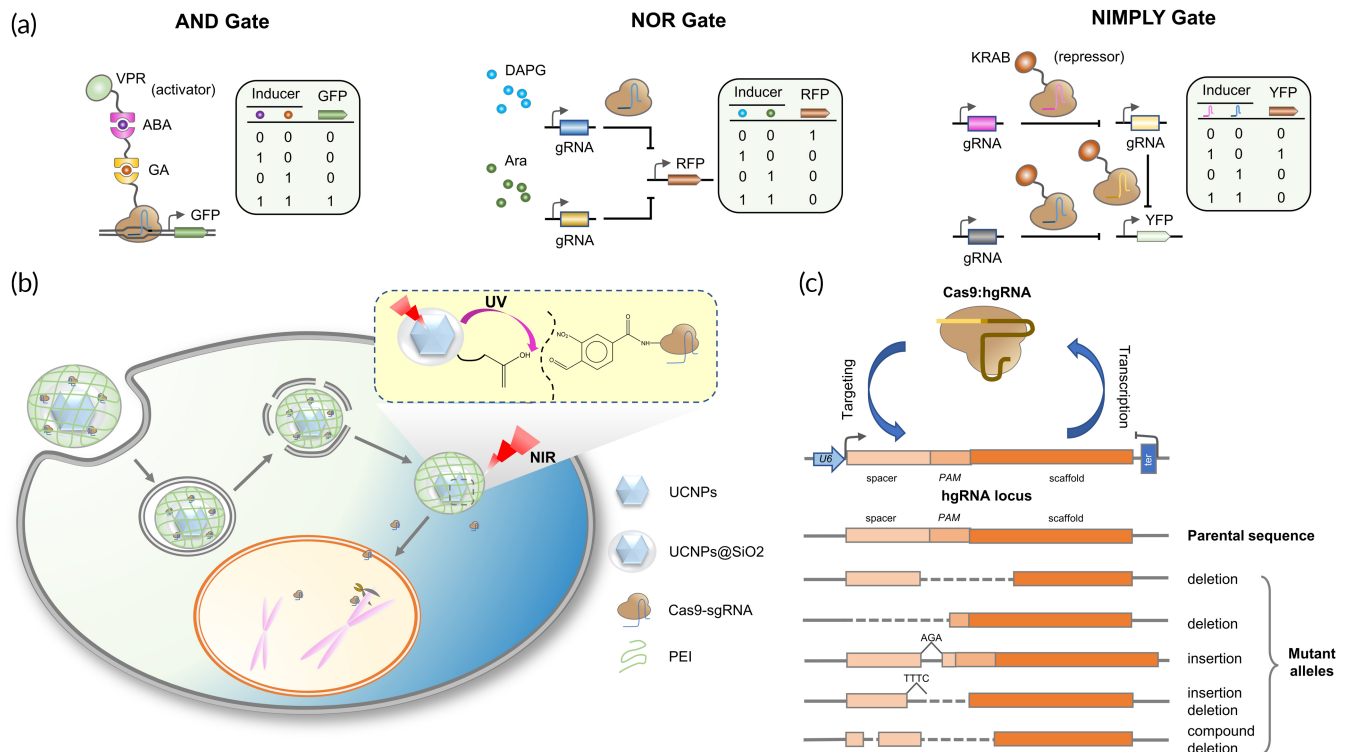 (a)
AND Gate
VPR
(activator)
ABA
GA
GFP
Inducer GFP
0 0 0
1 0 0
0 1 0
1 1 1
NOR Gate
DAPG
gRNA
Ara
gRNA
RFP
Inducer RFP
0 0 1
1 0 0
0 1 0
1 1 0
NIMPLY Gate
KRAB (repressor)
gRNA
gRNA
gRNA
YFP
Inducer YFP
0 0 0
1 0 1
0 1 0
1 1 0
(b)
UV
OH
NO₂
O
O
NH
NIR
UCNPs
UCNPs@SiO2
Cas9-sgRNA
PEI
(c)
Cas9:hgRNA
Targeting
Transcription
U6
ter
spacer PAM scaffold
hgRNA locus
spacer PAM scaffold
Parental sequence
deletion
deletion
AGA
insertion
TTTC
insertion
deletion
compound
deletion
Mutant
alleles